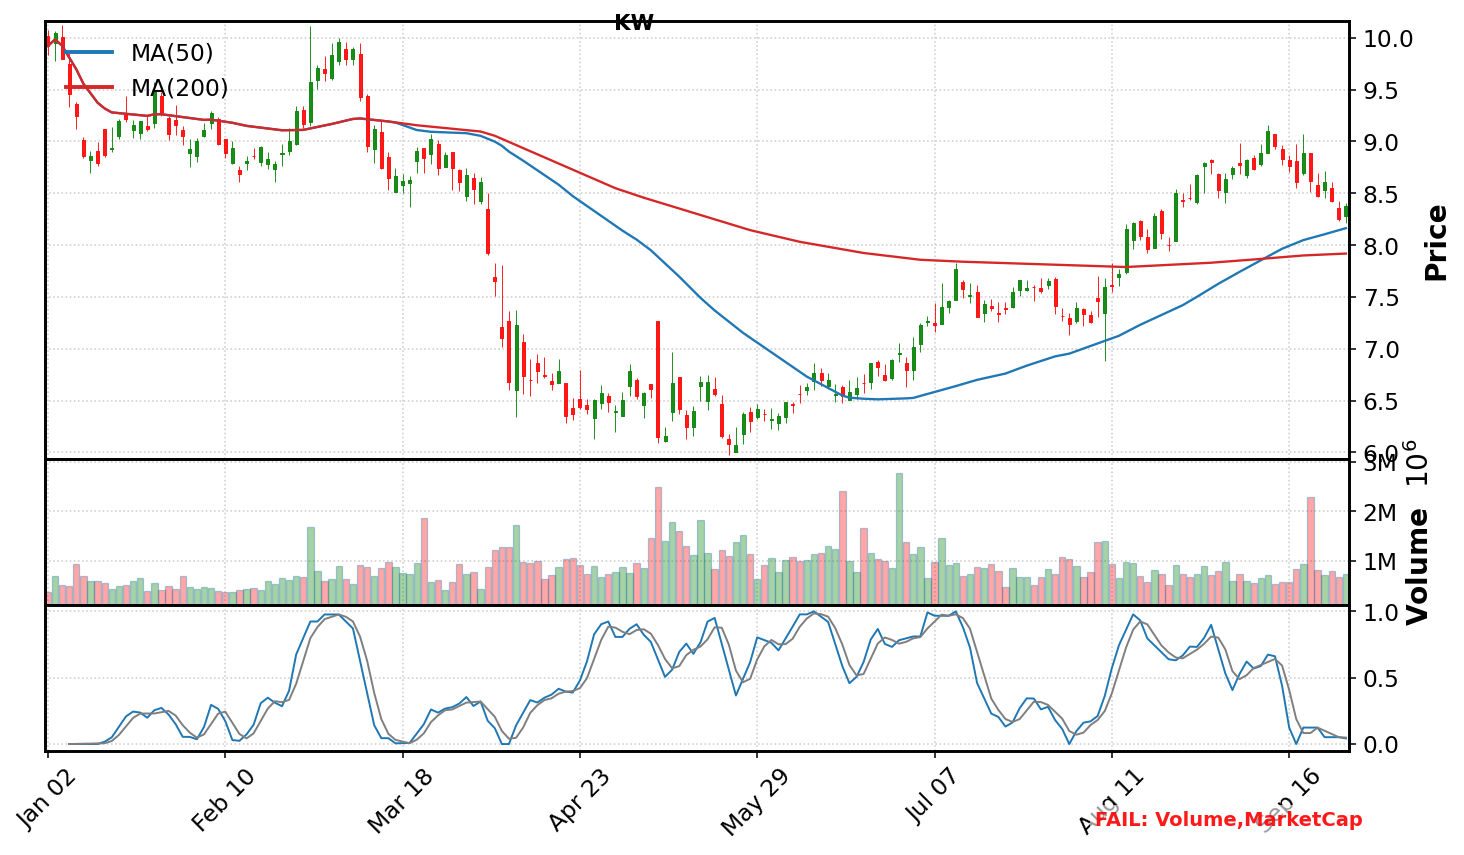 KW
MA(50)
MA(200)
10.0
9.5
9.0
8.5
8.0
7.5
7.0
6.5
6.0
Price
3M
2M
1M
Volume 10^6
1.0
0.5
0.0
Jan 02
Feb 10
Mar 18
Apr 23
May 29
Jul 07
Aug 11
Sep 16
FAIL: Volume,MarketCap